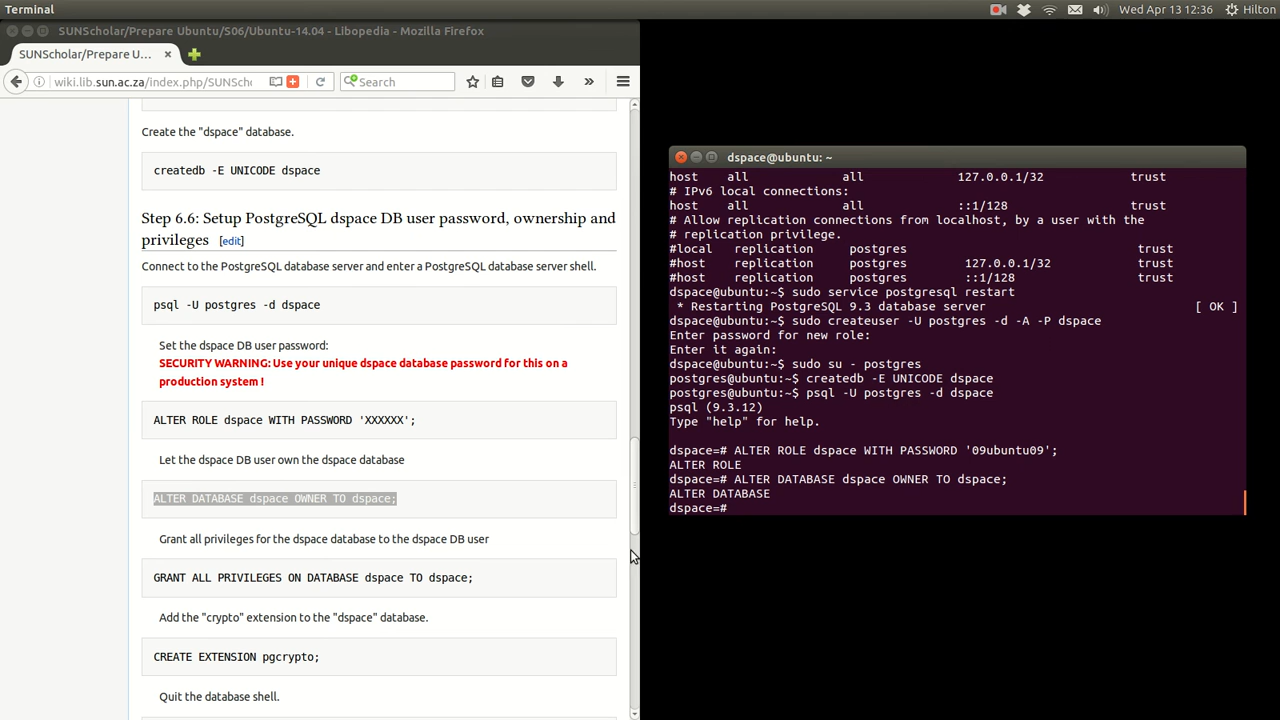 Terminal
Wed Apr 13 12:36
Hilton
SUNScholar/Prepare Ubuntu/S06/Ubuntu-14.04 - Libopedia - Mozilla Firefox
SUNScholar/Prepare U...
wiki.lib.sun.ac.za/index.php/SUNSch
Search
Create the "dspace" database.
createdb -E UNICODE dspace
Step 6.6: Setup PostgreSQL dspace DB user password, ownership and
privileges [edit]
Connect to the PostgreSQL database server and enter a PostgreSQL database server shell.
psql -U postgres -d dspace
Set the dspace DB user password:
SECURITY WARNING: Use your unique dspace database password for this on a
production system !
ALTER ROLE dspace WITH PASSWORD 'XXXXXX';
Let the dspace DB user own the dspace database
ALTER DATABASE dspace OWNER TO dspace;
Grant all privileges for the dspace database to the dspace DB user
GRANT ALL PRIVILEGES ON DATABASE dspace TO dspace;
Add the "crypto" extension to the "dspace" database.
CREATE EXTENSION pgcrypto;
Quit the database shell.
dspace@ubuntu: ~
host all all 127.0.0.1/32 trust
# IPv6 local connections:
host all all ::1/128 trust
# Allow replication connections from localhost, by a user with the
# replication privilege.
#local replication postgres trust
#host replication postgres 127.0.0.1/32 trust
#host replication postgres ::1/128 trust
dspace@ubuntu:~$ sudo service postgresql restart
* Restarting PostgreSQL 9.3 database server [ OK ]
dspace@ubuntu:~$ sudo createuser -U postgres -d -A -P dspace
Enter password for new role:
Enter it again:
dspace@ubuntu:~$ sudo su - postgres
postgres@ubuntu:~$ createdb -E UNICODE dspace
postgres@ubuntu:~$ psql -U postgres -d dspace
psql (9.3.12)
Type "help" for help.
dspace=# ALTER ROLE dspace WITH PASSWORD '09ubuntu09';
ALTER ROLE
dspace=# ALTER DATABASE dspace OWNER TO dspace;
ALTER DATABASE
dspace=#